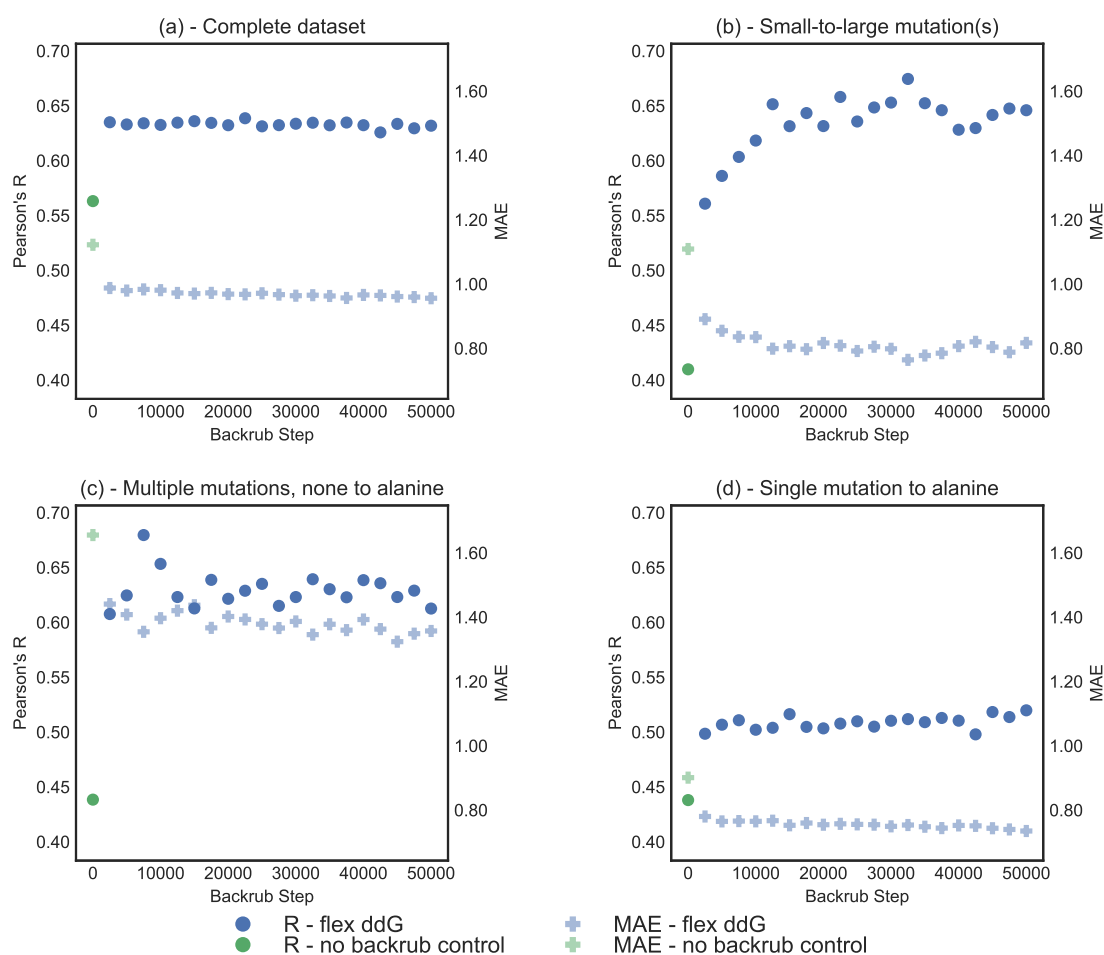 (a) - Complete dataset
0.70
0.65
0.60
0.55
0.50
0.45
0.40
Pearson's R
1.60
1.40
1.20
1.00
0.80
MAE
0 10000 20000 30000 40000 50000
Backrub Step
(b) - Small-to-large mutation(s)
0.70
0.65
0.60
0.55
0.50
0.45
0.40
Pearson's R
1.60
1.40
1.20
1.00
0.80
MAE
0 10000 20000 30000 40000 50000
Backrub Step
(c) - Multiple mutations, none to alanine
0.70
0.65
0.60
0.55
0.50
0.45
0.40
Pearson's R
1.60
1.40
1.20
1.00
0.80
MAE
0 10000 20000 30000 40000 50000
Backrub Step
(d) - Single mutation to alanine
0.70
0.65
0.60
0.55
0.50
0.45
0.40
Pearson's R
1.60
1.40
1.20
1.00
0.80
MAE
0 10000 20000 30000 40000 50000
Backrub Step
R - flex ddG
R - no backrub control
MAE - flex ddG
MAE - no backrub control